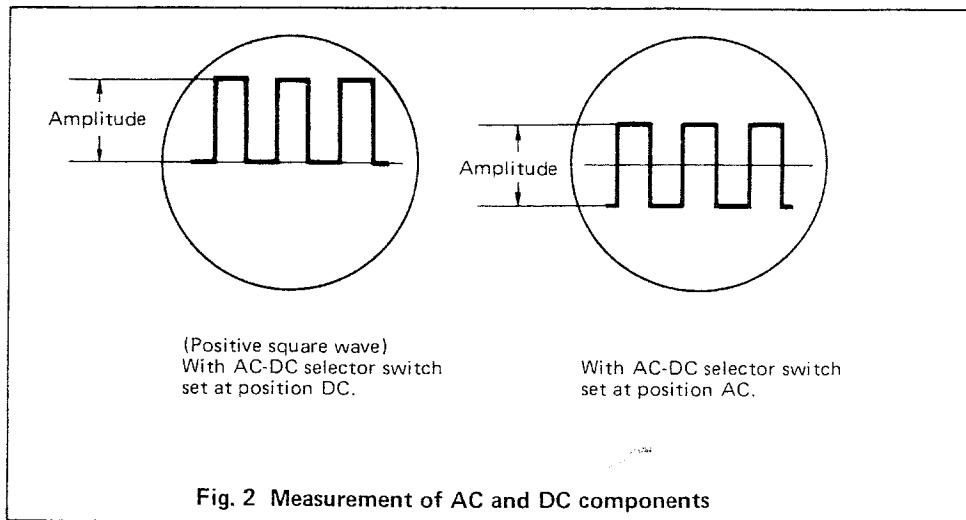 Amplitude
Amplitude
(Positive square wave)
With AC-DC selector switch
set at position DC.
With AC-DC selector switch
set at position AC.
Fig. 2 Measurement of AC and DC components